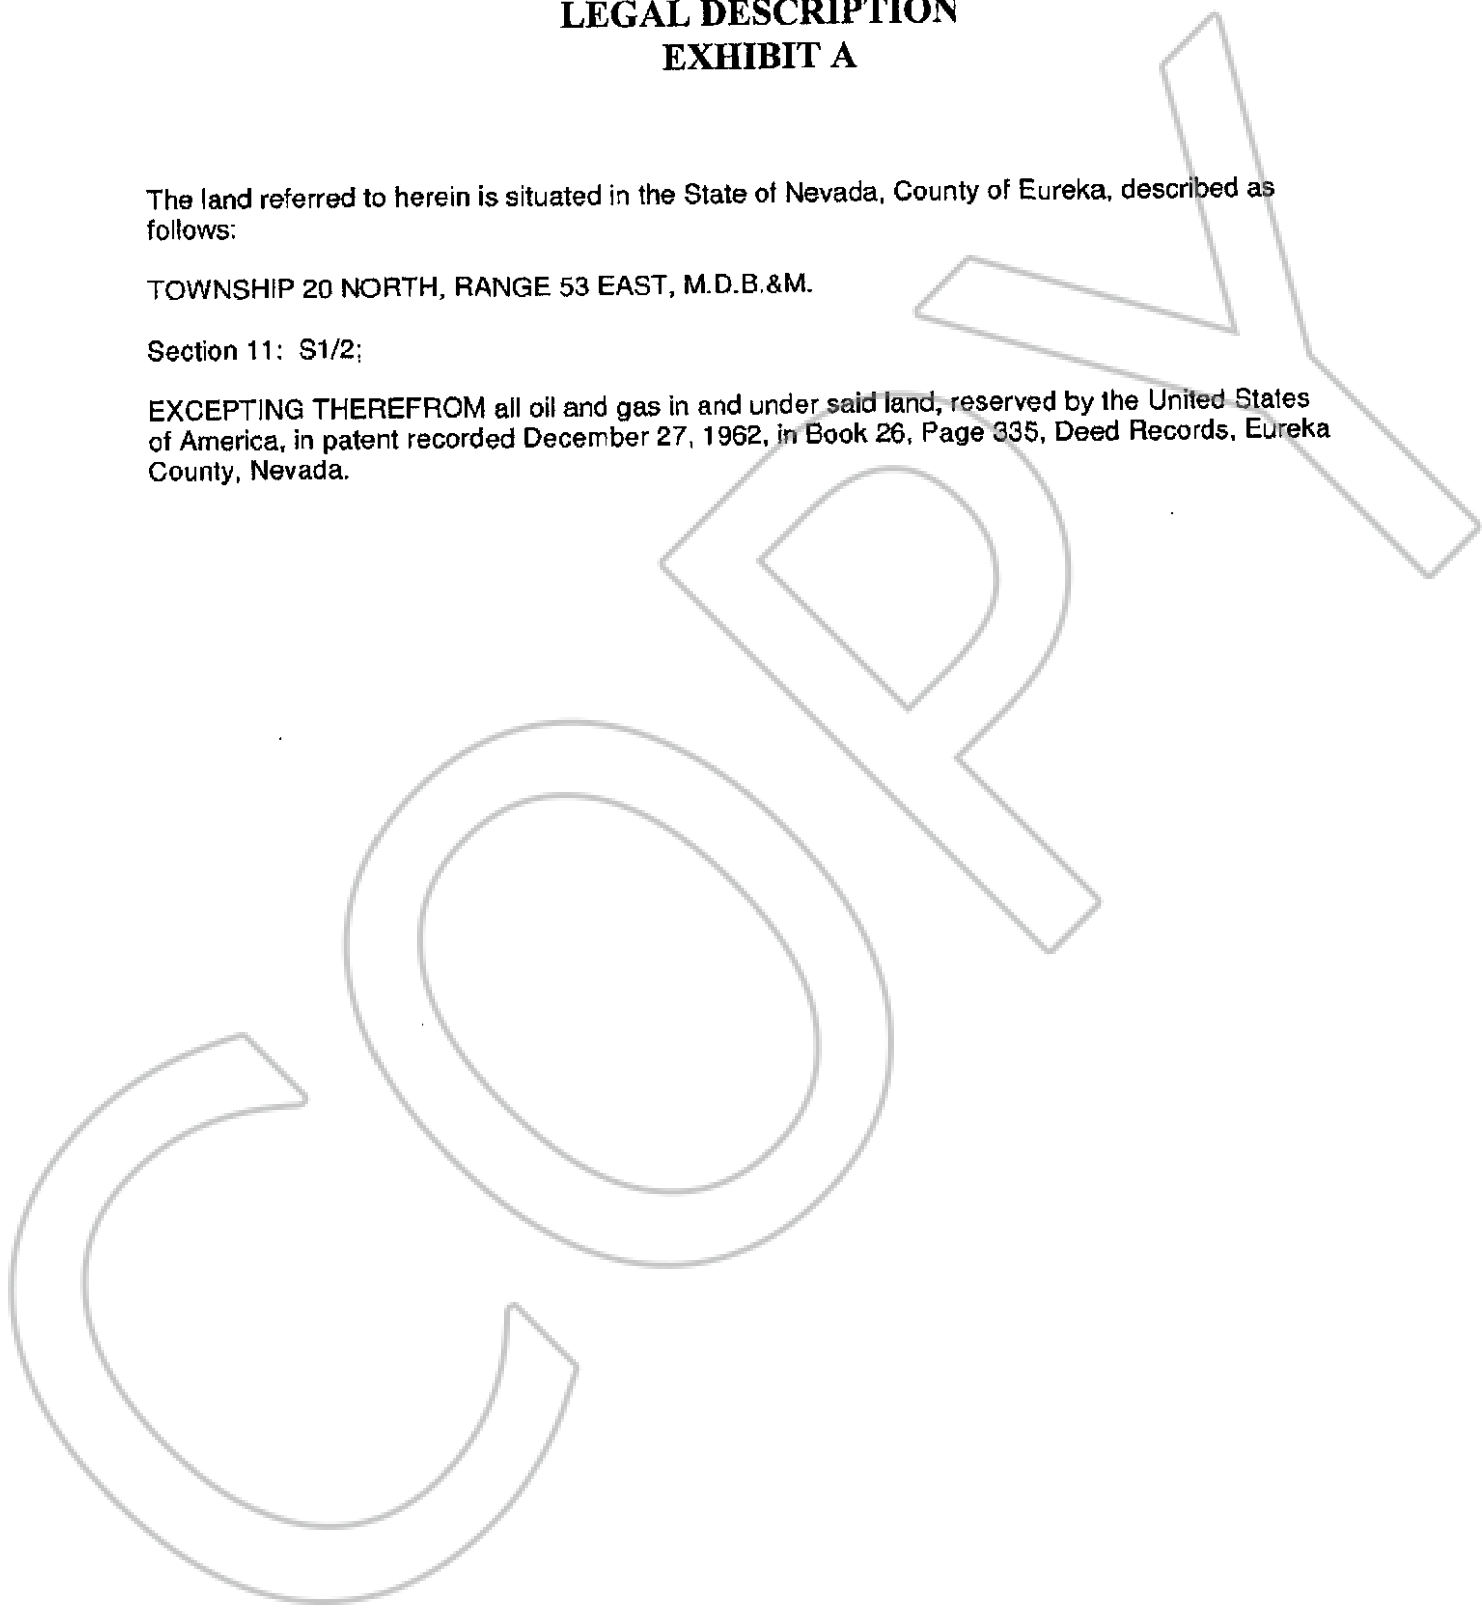 LEGAL DESCRIPTION
EXHIBIT A
The land referred to herein is situated in the State of Nevada, County of Eureka, described as
follows:
TOWNSHIP 20 NORTH, RANGE 53 EAST, M.D.B.&M.
Section 11: S1/2;
EXCEPTING THEREFROM all oil and gas in and under said land, reserved by the United States
of America, in patent recorded December 27, 1962, in Book 26, Page 335, Deed Records, Eureka
County, Nevada.
COPY